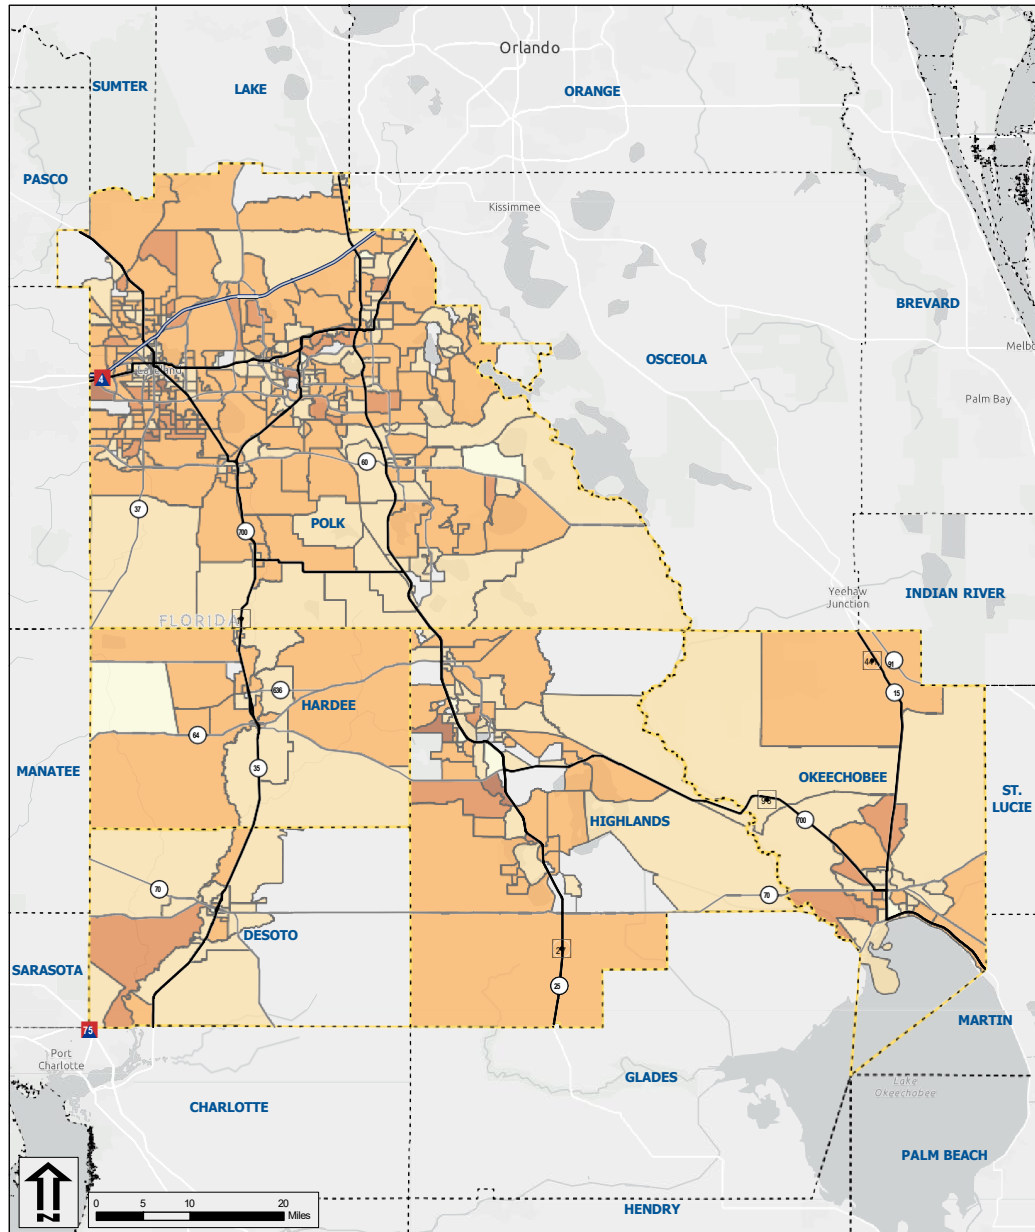 Orlando
SUMTER
LAKE
ORANGE
PASCO
Kissimmee
BREVARD
OSCEOLA
4
Palm Bay
60
37
POLK
700
INDIAN RIVER
Yeehaw
Junction
FLORIDA
91
636
15
HARDEE
64
MANATEE
35
OKEECHOBEE
ST.
LUCIE
98
HIGHLANDS
700
70
70
DESOTO
SARASOTA
25
75
MARTIN
Port
Charlotte
GLADES
Lake
Okeechobee
CHARLOTTE
PALM BEACH
N
0 5 10 20
Miles
HENDRY